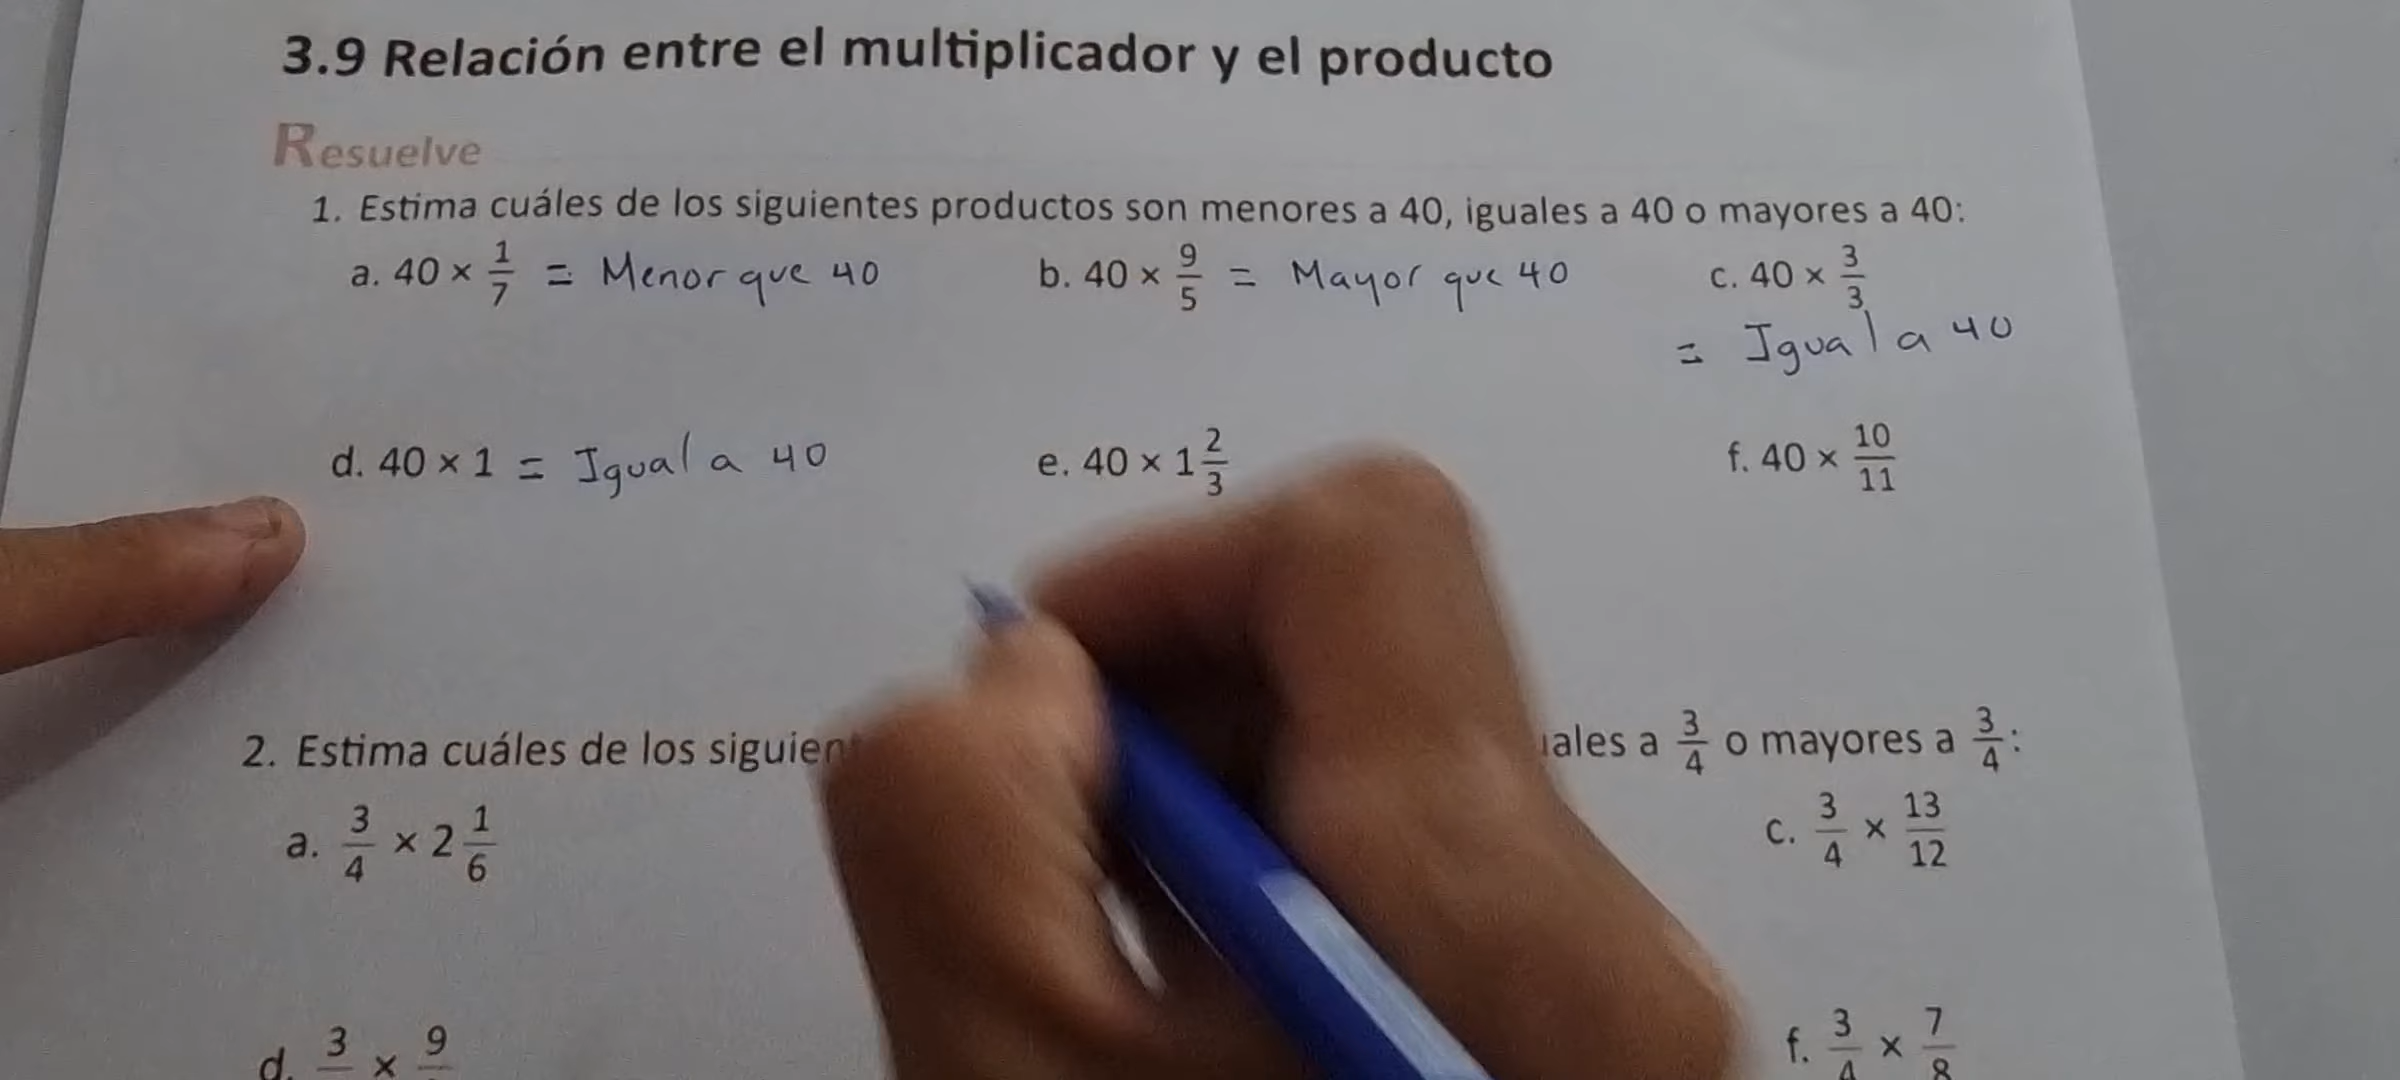 3.9 Relación entre el multiplicador y el producto
Resuelve
1. Estima cuáles de los siguientes productos son menores a 40, iguales a 40 o mayores a 40:
a. 40 × 1/7 = Menor que 40
b. 40 × 9/5 = Mayor que 40
c. 40 × 3/3
= Igual a 40
d. 40 × 1 = Igual a 40
e. 40 × 1 2/3
f. 40 × 10/11
2. Estima cuáles de los a 3/4 o mayores a 3/4:
a. 3/4 × 2 1/6
c. 3/4 × 13/12
d. 3 × 9
f. 3/4 × 7/8